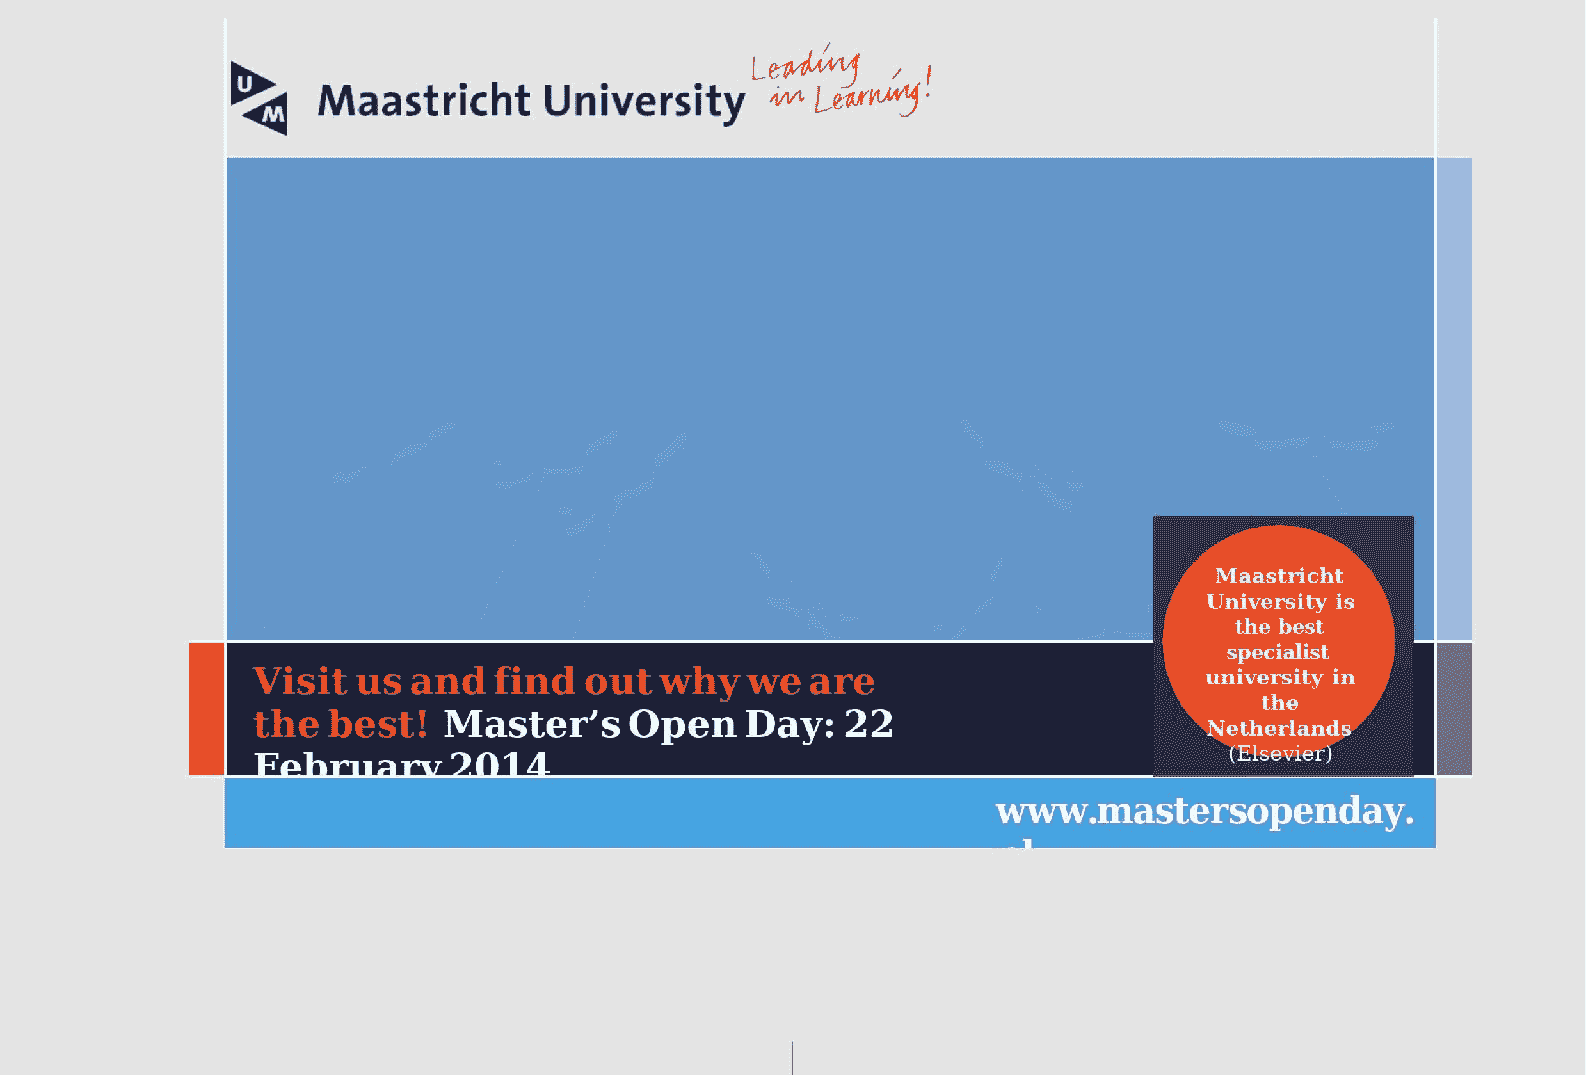 U
M
Maastricht University
Leading
in Learning!
Maastricht
University is
the best
specialist
university in
the
Netherlands
(Elsevier)
Visit us and find out why we are
the best! Master's Open Day: 22
February 2014
www.mastersopenday.